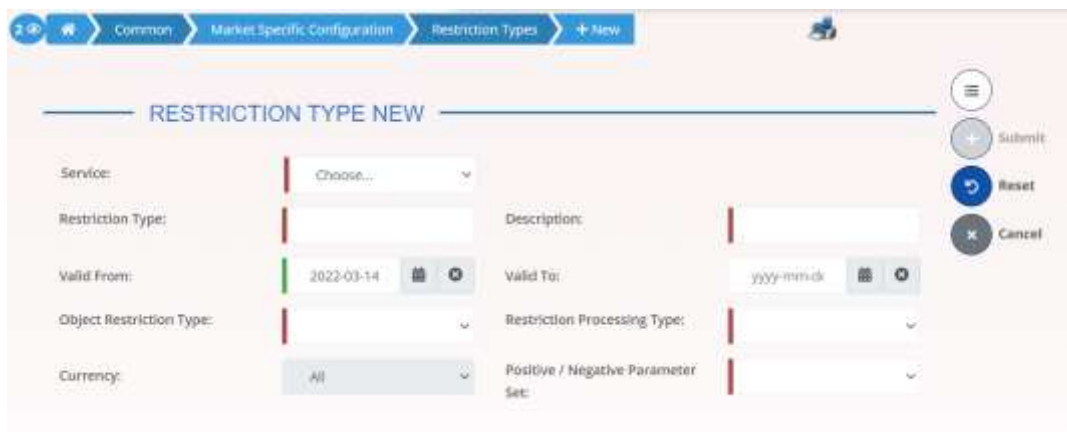 2
Common
Market Specific Configuration
Restriction Types
+ New
RESTRICTION TYPE NEW
Submit
Service:
Choose...
Reset
Restriction Type:
Description:
Cancel
Valid From:
2022-03-14
Valid To:
yyyy-mm-dc
Object Restriction Type:
Restriction Processing Type:
Currency:
All
Positive / Negative Parameter
Set: